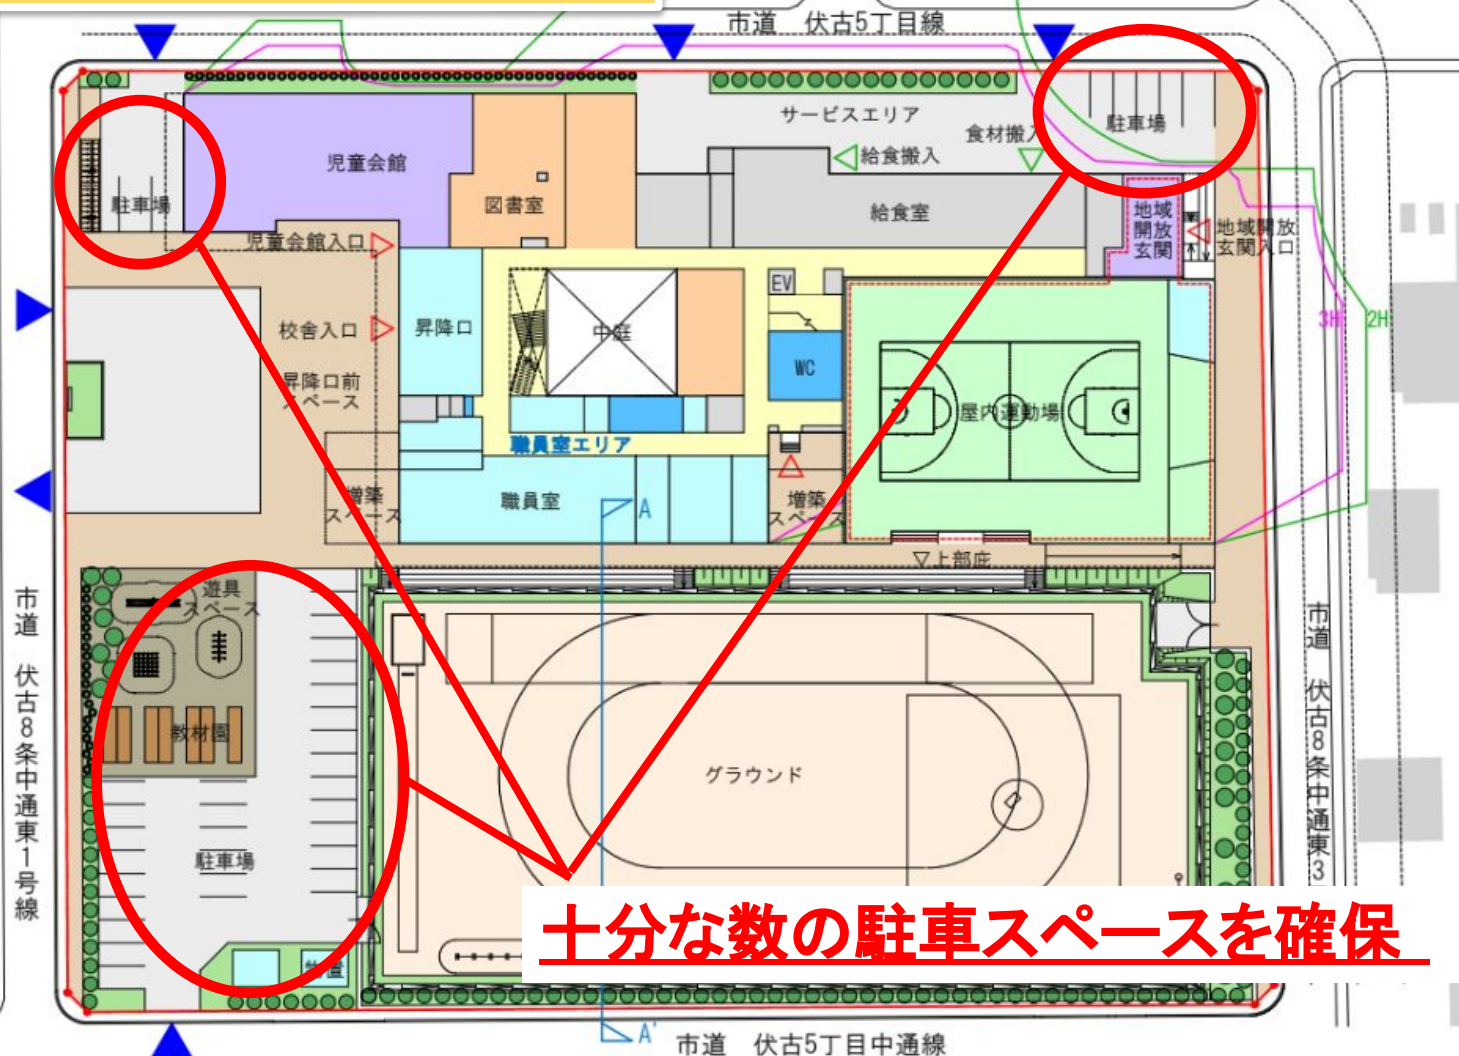 市道 伏古5丁目線
サービスエリア
駐車場
食材搬入
給食搬入
児童会館
図書室
給食室
駐車場
地域
開放
玄関
地域開放
玄関入口
児童会館入口
EV
3H
2H
校舎入口
昇降口
中庭
WC
昇降口前
スペース
屋内運動場
職員室エリア
増築
スペース
職員室
A
増築
スペース
▽上部庇
遊具
スペース
市道 伏古8条中通東1号線
市道 伏古8条中通東3
教材園
グラウンド
駐車場
十分な数の駐車スペースを確保
物置
A'
市道 伏古5丁目中通線